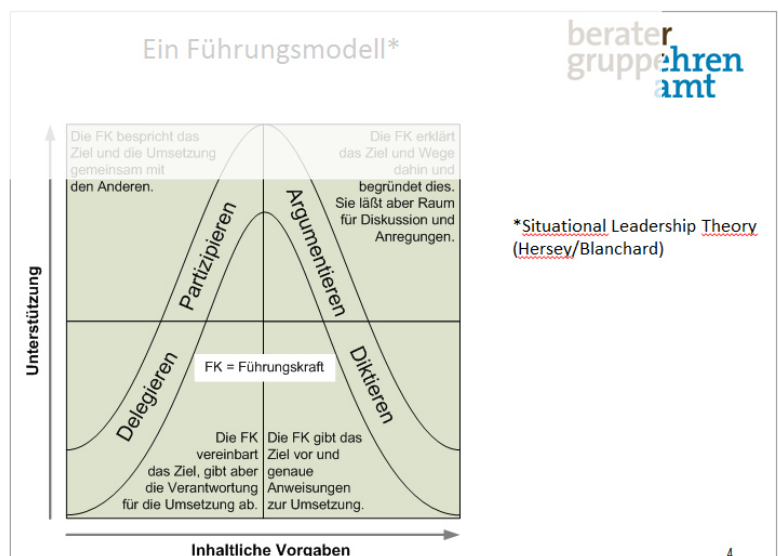 Ein Führungsmodell*
berater
gruppe
ehren
amt
Die FK bespricht das
Ziel und die Umsetzung
gemeinsam mit
den Anderen.
Die FK erklärt
das Ziel und Wege
dahin und
begründet dies.
Sie läßt aber Raum
für Diskussion und
Anregungen.
Partizipieren
Argumentieren
*Situational Leadership Theory
(Hersey/Blanchard)
Unterstützung
FK = Führungskraft
Delegieren
Diktieren
Die FK
vereinbart
das Ziel, gibt aber
die Verantwortung
für die Umsetzung ab.
Die FK gibt das
Ziel vor und
genaue
Anweisungen
zur Umsetzung.
Inhaltliche Vorgaben
4